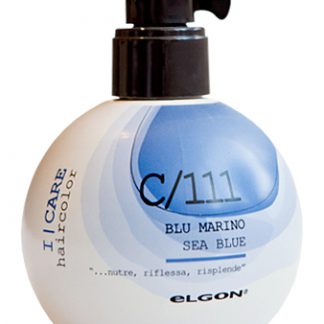 I|CARE
haircolor
C/111
BLU MARINO
SEA BLUE
"...nutre, riflessa, risplende"
eLGON®